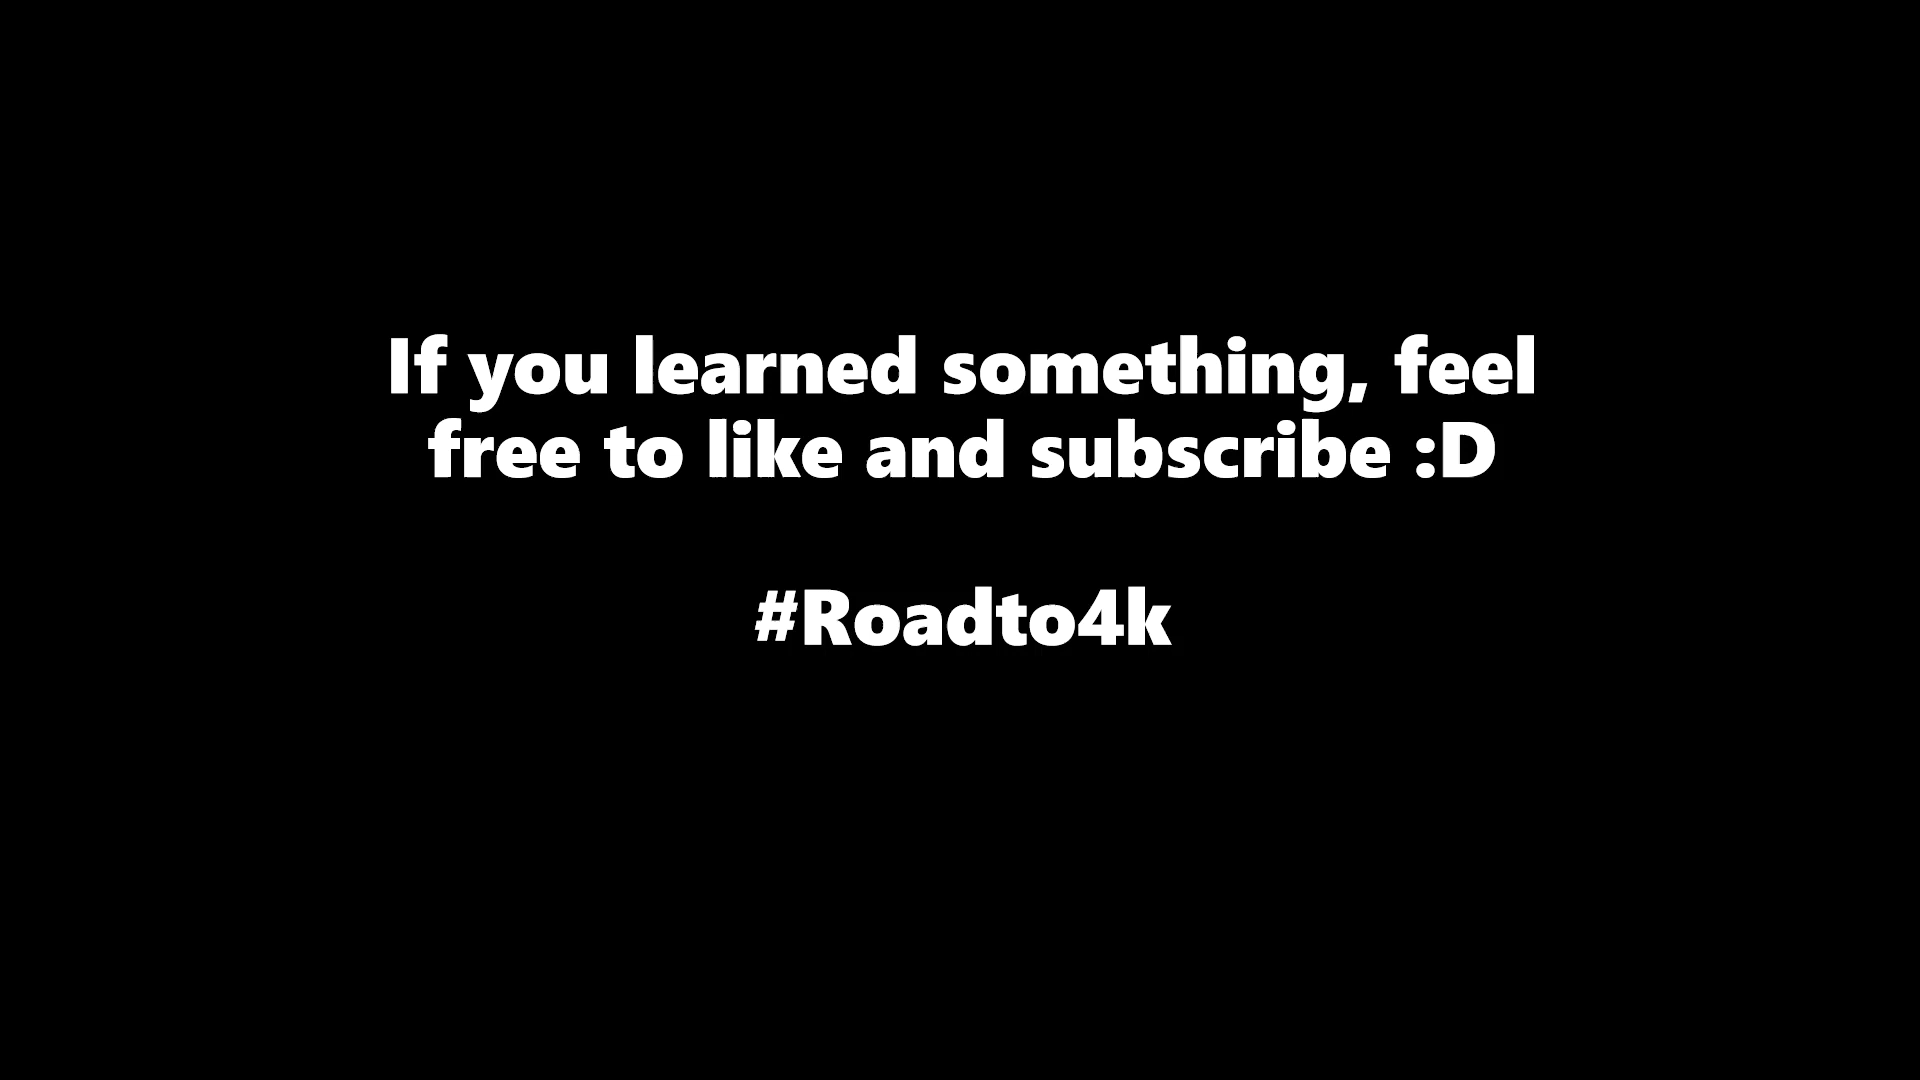 If you learned something, feel
free to like and subscribe :D
#Roadto4k